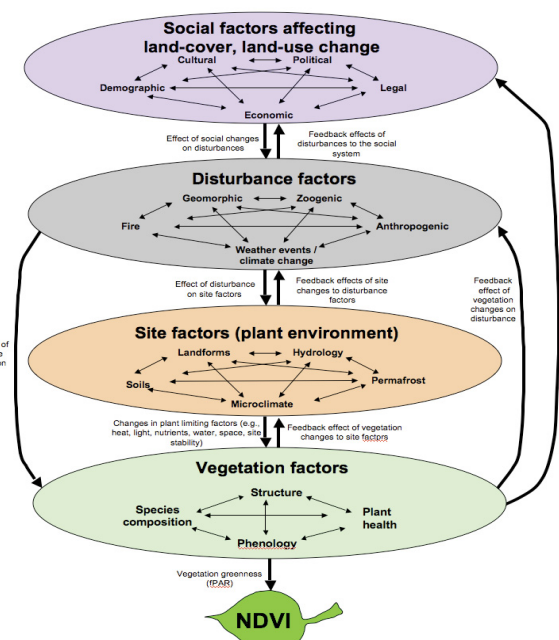 Social factors affecting
land-cover, land-use change
Cultural
Political
Demographic
Legal
Economic
Effect of social changes
on disturbances
Feedback effects of
disturbances to the social
system
Disturbance factors
Geomorphic
Zoogenic
Fire
Anthropogenic
Weather events /
climate change
Effect of disturbance
on site factors
Feedback effects of site
changes to disturbance
factors
Feedback
effect of
vegetation
changes on
disturbance
of
Site factors (plant environment)
Landforms
Hydrology
Soils
Permafrost
Microclimate
Changes in plant limiting factors (e.g.,
heat, light, nutrients, water, space, site
stability)
Feedback effect of vegetation
changes to site factprs
Vegetation factors
Structure
Species
composition
Plant
health
Phenology
Vegetation greenness
(fPAR)
NDVI